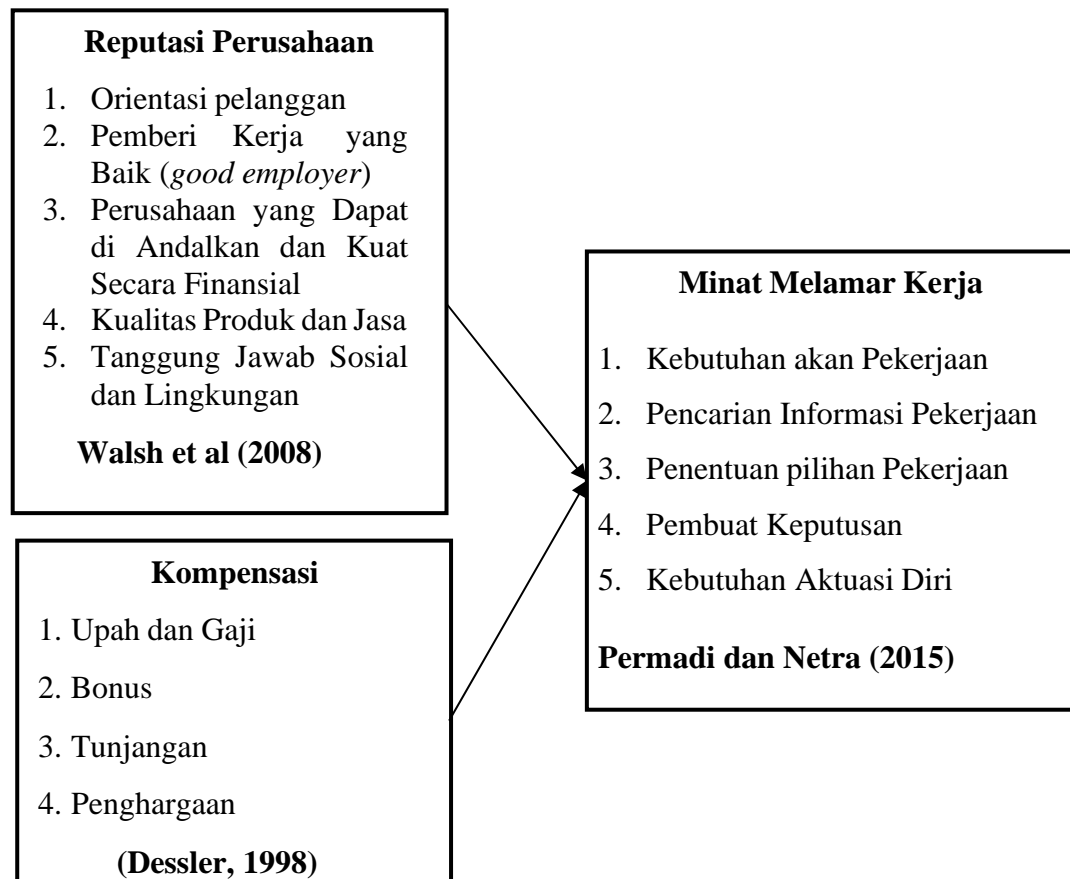 Reputasi Perusahaan
1. Orientasi pelanggan
2. Pemberi Kerja yang
Baik (good employer)
3. Perusahaan yang Dapat
di Andalkan dan Kuat
Secara Finansial
4. Kualitas Produk dan Jasa
5. Tanggung Jawab Sosial
dan Lingkungan
Walsh et al (2008)
Kompensasi
1. Upah dan Gaji
2. Bonus
3. Tunjangan
4. Penghargaan
(Dessler, 1998)
Minat Melamar Kerja
1. Kebutuhan akan Pekerjaan
2. Pencarian Informasi Pekerjaan
3. Penentuan pilihan Pekerjaan
4. Pembuat Keputusan
5. Kebutuhan Aktuasi Diri
Permadi dan Netra (2015)